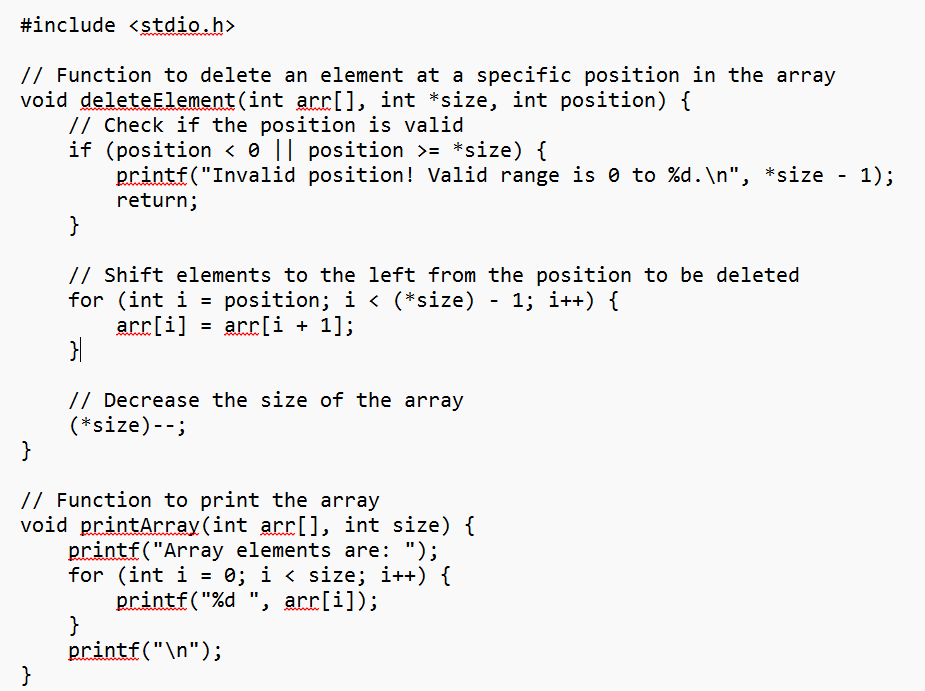 #include <stdio.h>
// Function to delete an element at a specific position in the array
void deleteElement(int arr[], int *size, int position) {
    // Check if the position is valid
    if (position < 0 || position >= *size) {
        printf("Invalid position! Valid range is 0 to %d.\n", *size - 1);
        return;
    }
    // Shift elements to the left from the position to be deleted
    for (int i = position; i < (*size) - 1; i++) {
        arr[i] = arr[i + 1];
    }
    // Decrease the size of the array
    (*size)--;
}
// Function to print the array
void printArray(int arr[], int size) {
    printf("Array elements are: ");
    for (int i = 0; i < size; i++) {
        printf("%d ", arr[i]);
    }
    printf("\n");
}